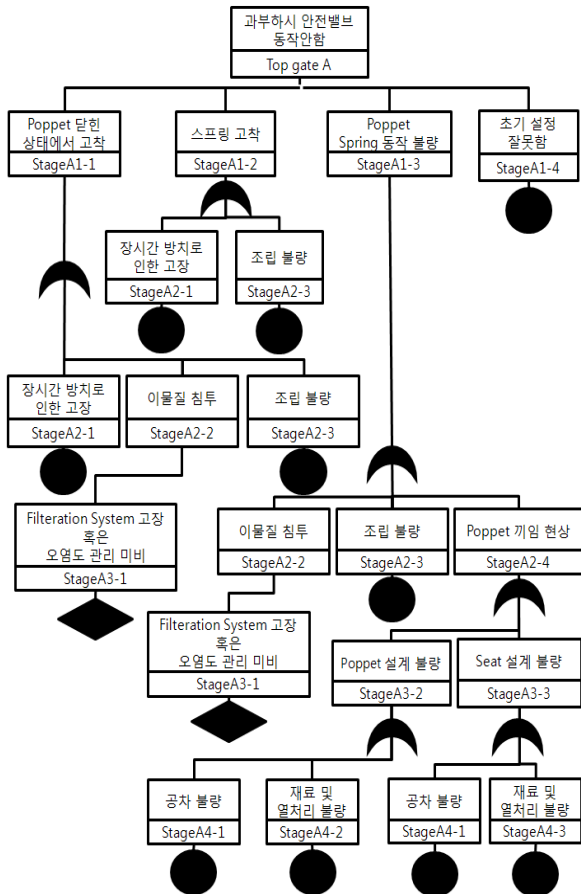 과부하시 안전밸브
동작안함
Top gate A
Poppet 닫힌
상태에서 고착
StageA1-1
스프링 고착
StageA1-2
Poppet
Spring 동작 불량
StageA1-3
초기 설정
잘못함
StageA1-4
장시간 방치로
인한 고장
StageA2-1
조립 불량
StageA2-3
장시간 방치로
인한 고장
StageA2-1
이물질 침투
StageA2-2
조립 불량
StageA2-3
Filteration System 고장
혹은
오염도 관리 미비
StageA3-1
이물질 침투
StageA2-2
조립 불량
StageA2-3
Poppet 끼임 현상
StageA2-4
Filteration System 고장
혹은
오염도 관리 미비
StageA3-1
Poppet 설계 불량
StageA3-2
Seat 설계 불량
StageA3-3
공차 불량
StageA4-1
재료 및
열처리 불량
StageA4-2
공차 불량
StageA4-1
재료 및
열처리 불량
StageA4-3